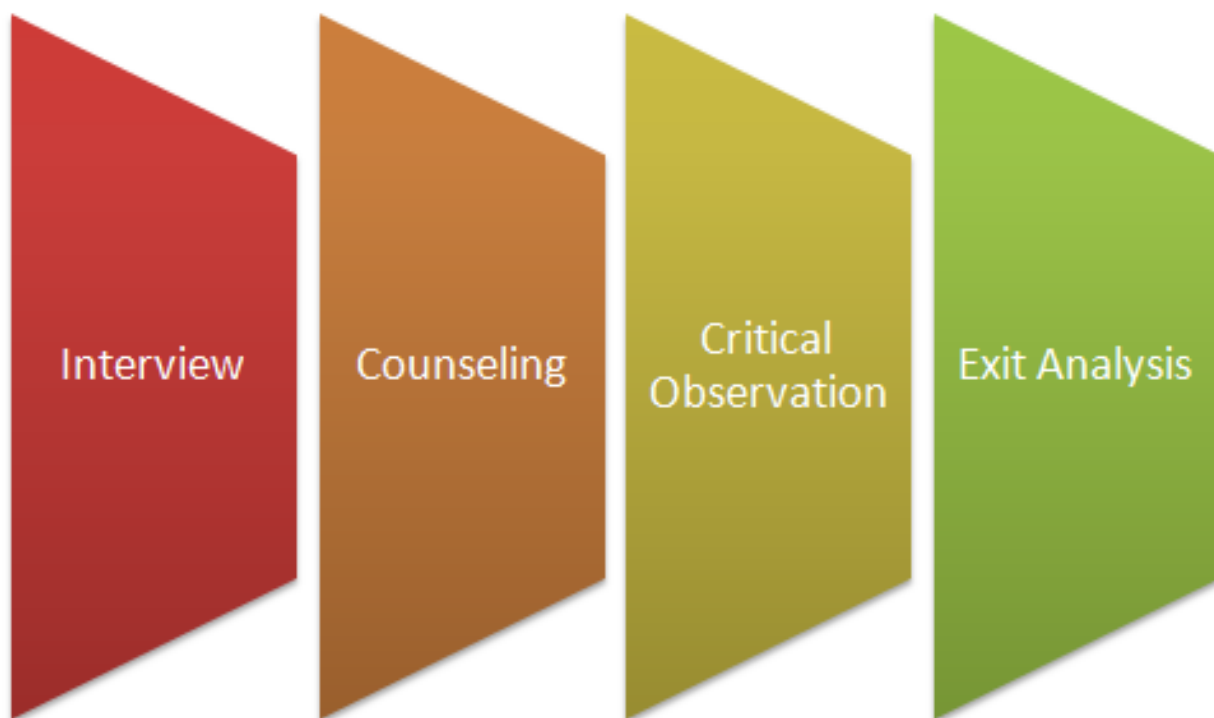 Interview
Counseling
Critical
Observation
Exit Analysis